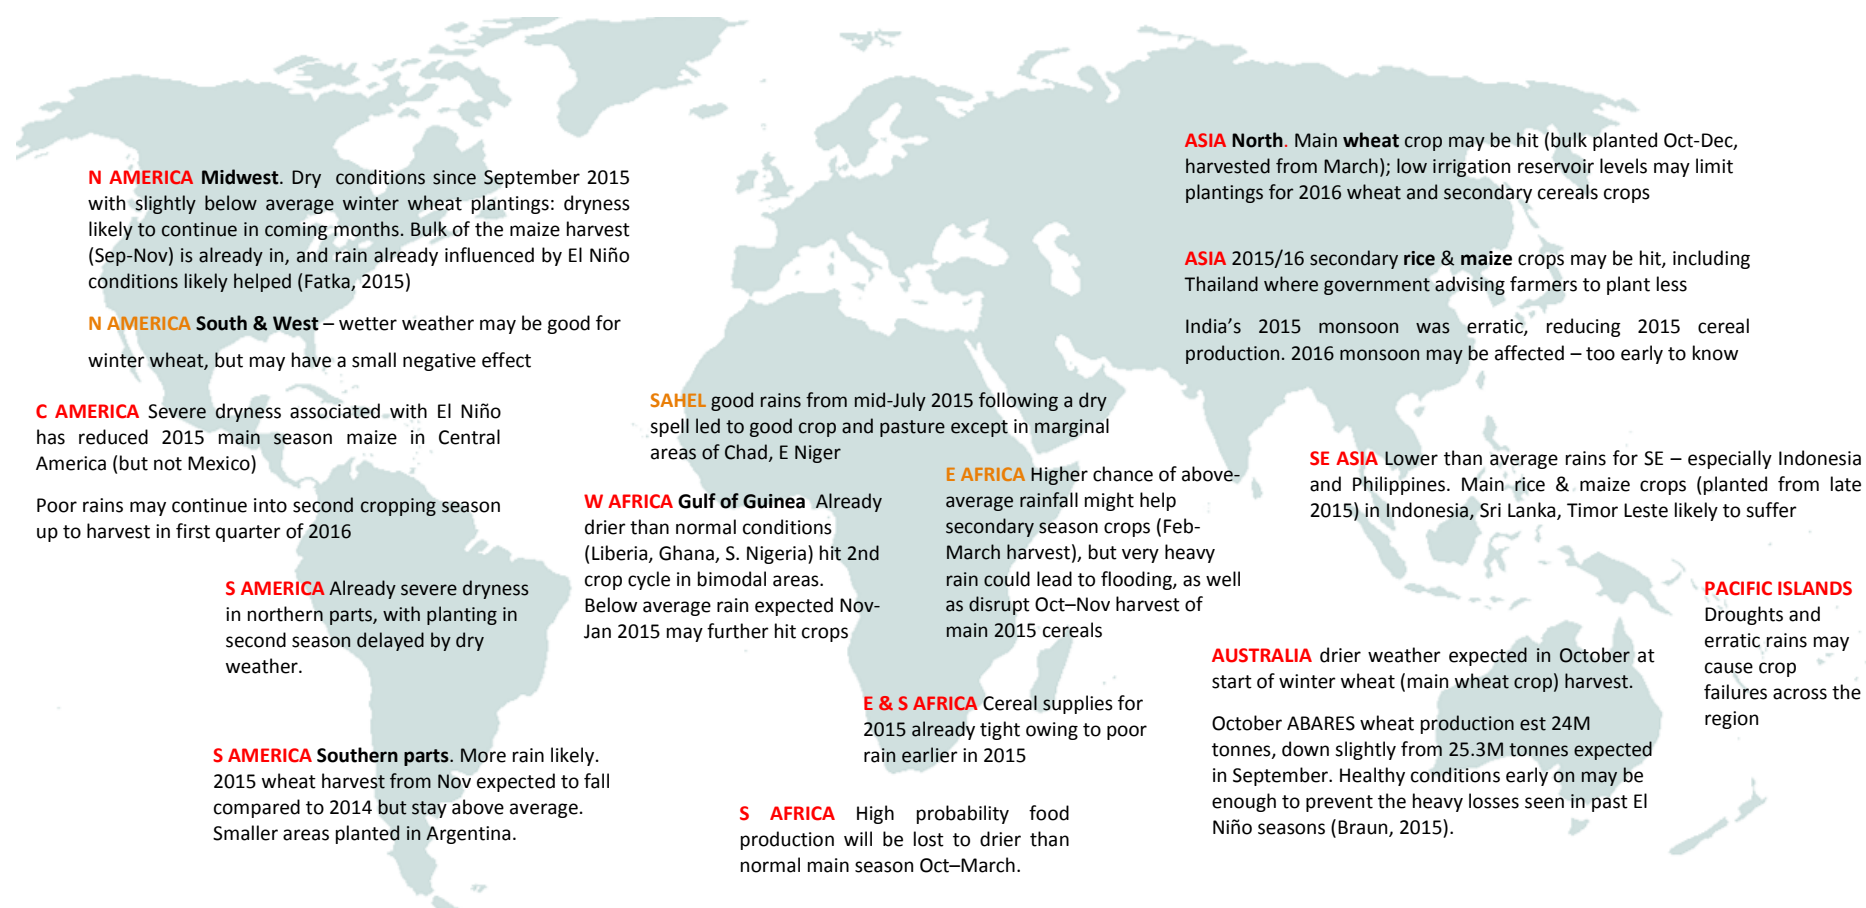 N AMERICA Midwest. Dry conditions since September 2015
with slightly below average winter wheat plantings: dryness
likely to continue in coming months. Bulk of the maize harvest
(Sep-Nov) is already in, and rain already influenced by El Niño
conditions likely helped (Fatka, 2015)
N AMERICA South & West – wetter weather may be good for
winter wheat, but may have a small negative effect
C AMERICA Severe dryness associated with El Niño
has reduced 2015 main season maize in Central
America (but not Mexico)
Poor rains may continue into second cropping season
up to harvest in first quarter of 2016
S AMERICA Already severe dryness
in northern parts, with planting in
second season delayed by dry
weather.
S AMERICA Southern parts. More rain likely.
2015 wheat harvest from Nov expected to fall
compared to 2014 but stay above average.
Smaller areas planted in Argentina.
SAHEL good rains from mid-July 2015 following a dry
spell led to good crop and pasture except in marginal
areas of Chad, E Niger
W AFRICA Gulf of Guinea Already
drier than normal conditions
(Liberia, Ghana, S. Nigeria) hit 2nd
crop cycle in bimodal areas.
Below average rain expected Nov-
Jan 2015 may further hit crops
E AFRICA Higher chance of above-
average rainfall might help
secondary season crops (Feb-
March harvest), but very heavy
rain could lead to flooding, as well
as disrupt Oct–Nov harvest of
main 2015 cereals
E & S AFRICA Cereal supplies for
2015 already tight owing to poor
rain earlier in 2015
S AFRICA High probability food
production will be lost to drier than
normal main season Oct–March.
ASIA North. Main wheat crop may be hit (bulk planted Oct-Dec,
harvested from March); low irrigation reservoir levels may limit
plantings for 2016 wheat and secondary cereals crops
ASIA 2015/16 secondary rice & maize crops may be hit, including
Thailand where government advising farmers to plant less
India's 2015 monsoon was erratic, reducing 2015 cereal
production. 2016 monsoon may be affected – too early to know
SE ASIA Lower than average rains for SE – especially Indonesia
and Philippines. Main rice & maize crops (planted from late
2015) in Indonesia, Sri Lanka, Timor Leste likely to suffer
PACIFIC ISLANDS
Droughts and
erratic rains may
cause crop
failures across the
region
AUSTRALIA drier weather expected in October at
start of winter wheat (main wheat crop) harvest.
October ABARES wheat production est 24M
tonnes, down slightly from 25.3M tonnes expected
in September. Healthy conditions early on may be
enough to prevent the heavy losses seen in past El
Niño seasons (Braun, 2015).